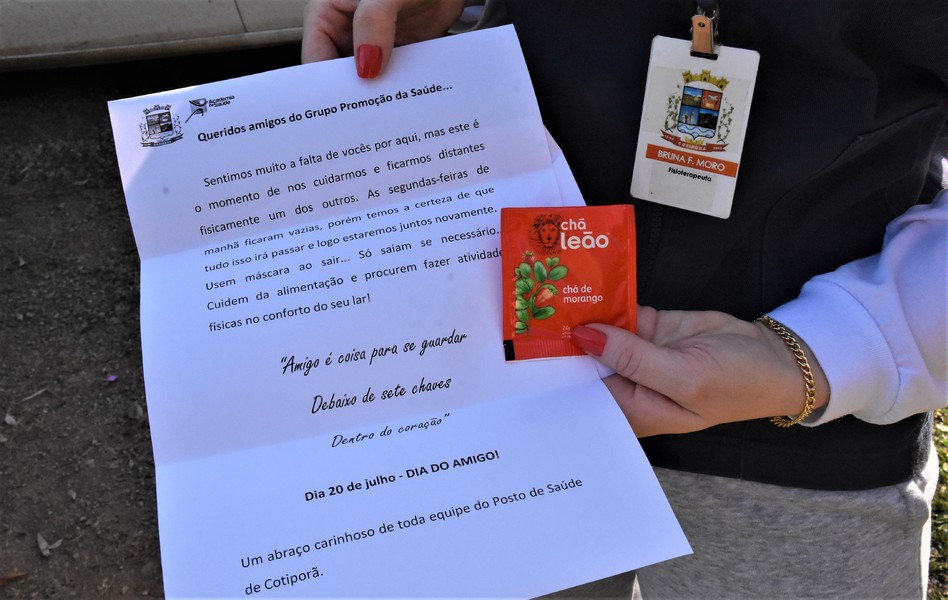 Academia
da Saúde
Queridos amigos do Grupo Promoção da Saúde...
Sentimos muito a falta de vocês por aqui, mas este é
o momento de nos cuidarmos e ficarmos distantes
fisicamente um dos outros. As segundas-feiras de
manhã ficaram vazias, porém temos a certeza de que
tudo isso irá passar e logo estaremos juntos novamente.
Usem máscara ao sair... Só saiam se necessário.
Cuidem da alimentação e procurem fazer atividade
físicas no conforto do seu lar!
"Amigo é coisa para se guardar
Debaixo de sete chaves
Dentro do coração"
Dia 20 de julho - DIA DO AMIGO!
Um abraço carinhoso de toda equipe do Posto de Saúde
de Cotiporã.
chá
leão
chá de
morango
COTIPORÃ
BRUNA F. MORO
Fisioterapeuta